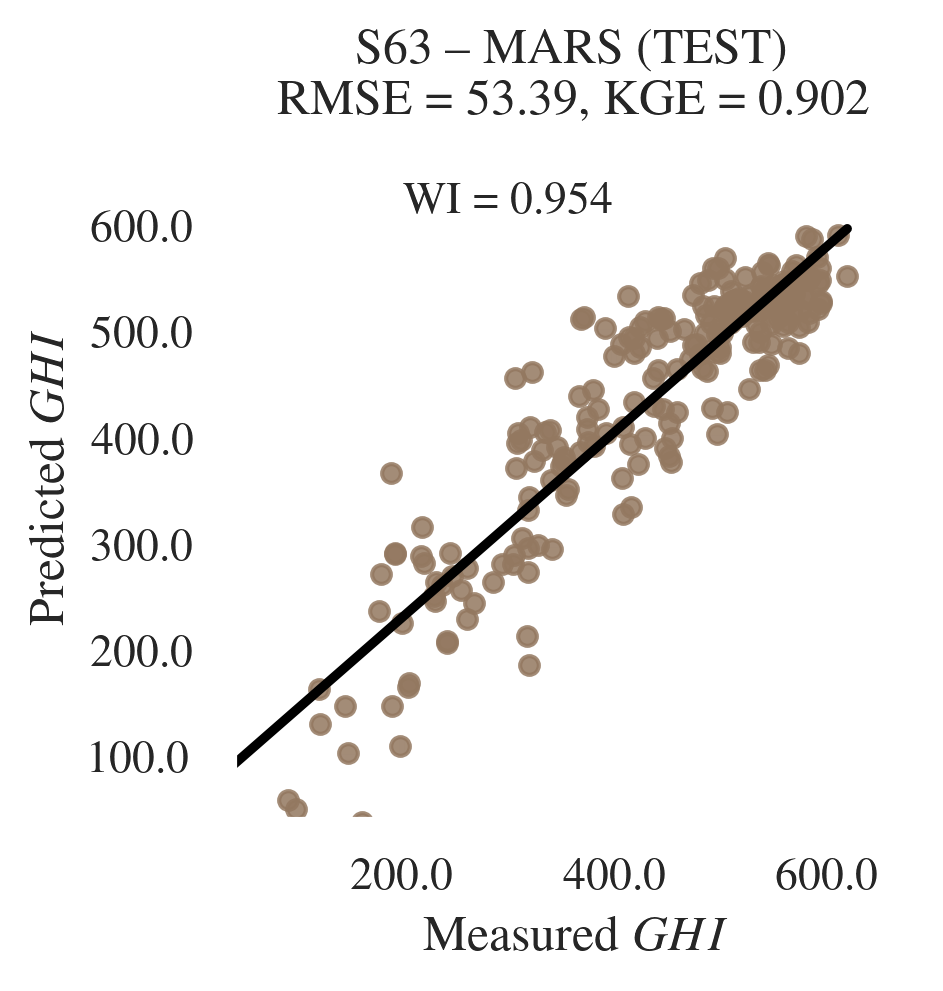 S63 – MARS (TEST)
RMSE = 53.39, KGE = 0.902
WI = 0.954
600.0
500.0
400.0
300.0
200.0
100.0
Predicted GHI
200.0 400.0 600.0
Measured GHI